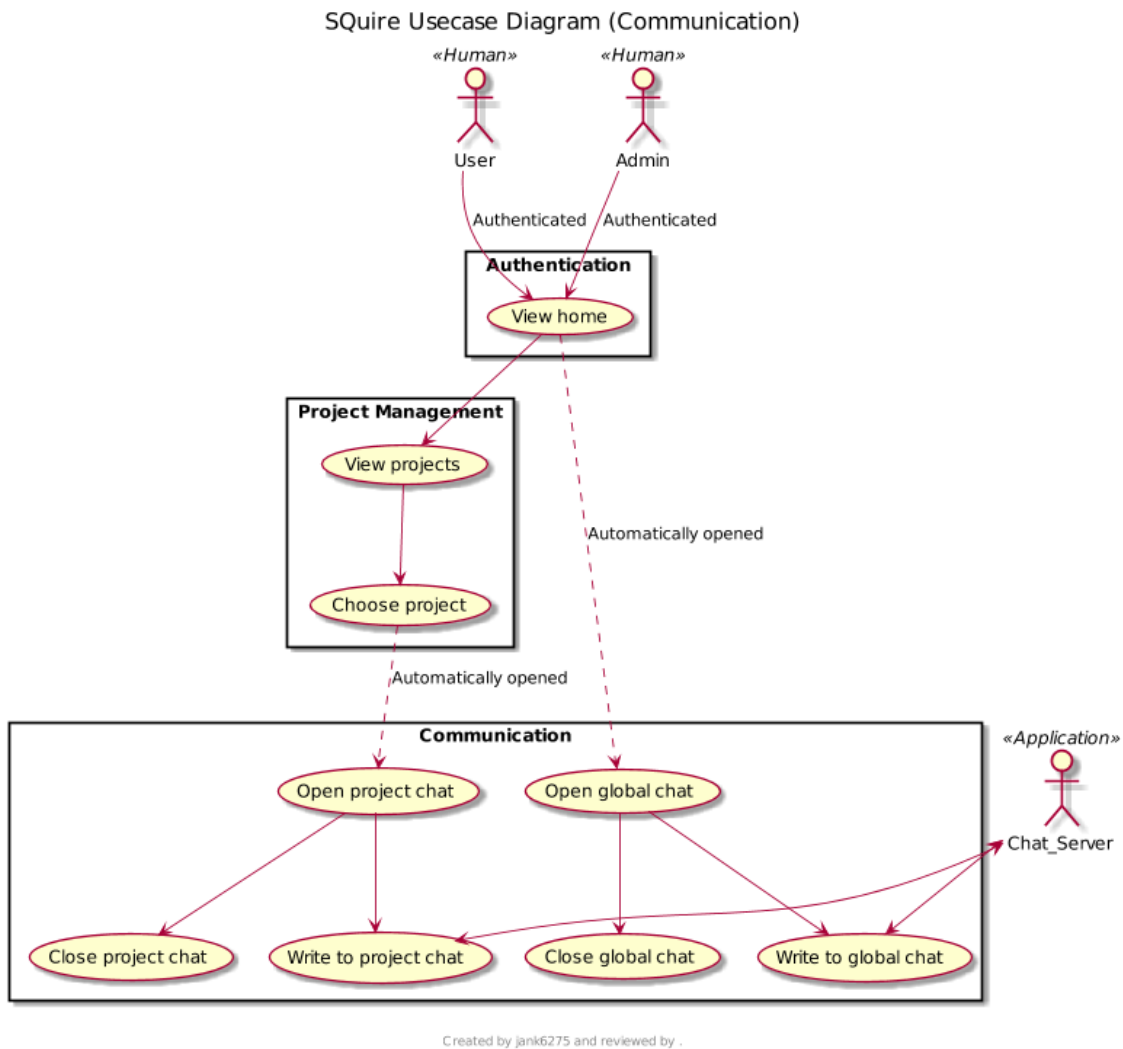 SQuire Usecase Diagram (Communication)
«Human» «Human»
User Admin
Authenticated Authenticated
Authentication
View home
Project Management
View projects
Automatically opened
Choose project
Automatically opened
Communication
«Application»
Open project chat Open global chat
Chat_Server
Close project chat Write to project chat Close global chat Write to global chat
Created by jank6275 and reviewed by .